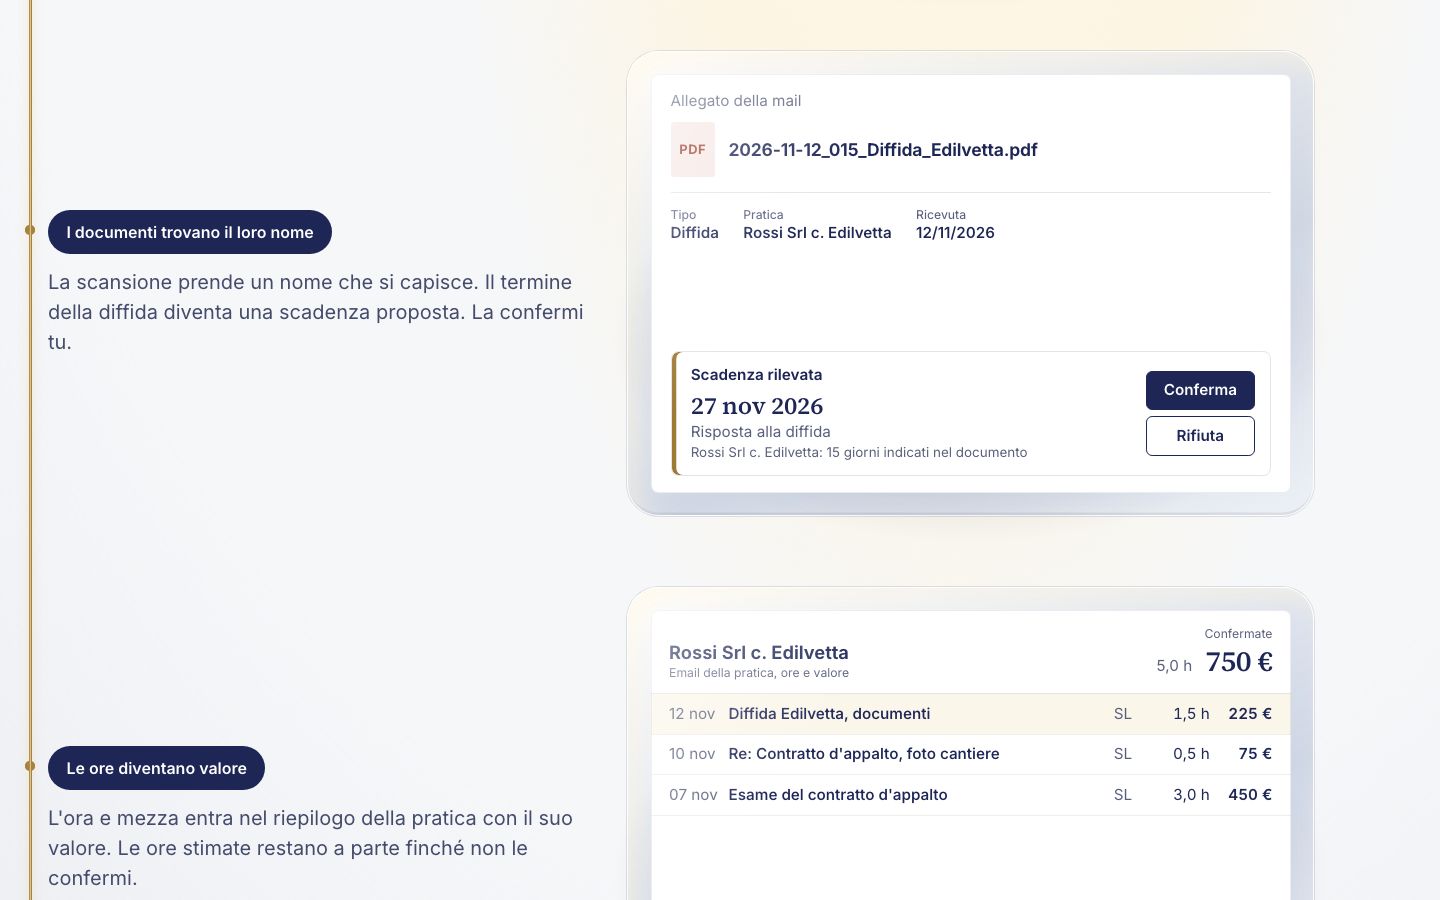 Allegato della mail
PDF
2026-11-12_015_Diffida_Edilvetta.pdf
Tipo
Pratica
Ricevuta
Diffida
Rossi Srl c. Edilvetta
12/11/2026
I documenti trovano il loro nome
La scansione prende un nome che si capisce. Il termine
della diffida diventa una scadenza proposta. La confermi
tu.
Scadenza rilevata
27 nov 2026
Risposta alla diffida
Rossi Srl c. Edilvetta: 15 giorni indicati nel documento
Conferma
Rifiuta
Rossi Srl c. Edilvetta
Email della pratica, ore e valore
Confermate
5,0 h 750 €
12 nov Diffida Edilvetta, documenti SL 1,5 h 225 €
10 nov Re: Contratto d'appalto, foto cantiere SL 0,5 h 75 €
07 nov Esame del contratto d'appalto SL 3,0 h 450 €
Le ore diventano valore
L'ora e mezza entra nel riepilogo della pratica con il suo
valore. Le ore stimate restano a parte finché non le
confermi.